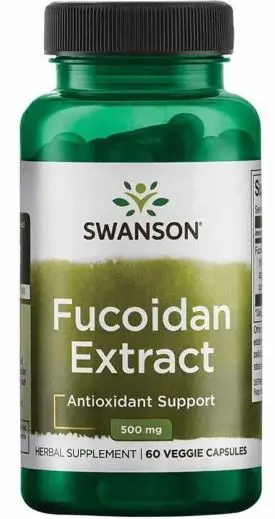 SWANSON®
Fucoidan
Extract
Antioxidant Support
500 mg
HERBAL SUPPLEMENT | 60 VEGGIE CAPSULES